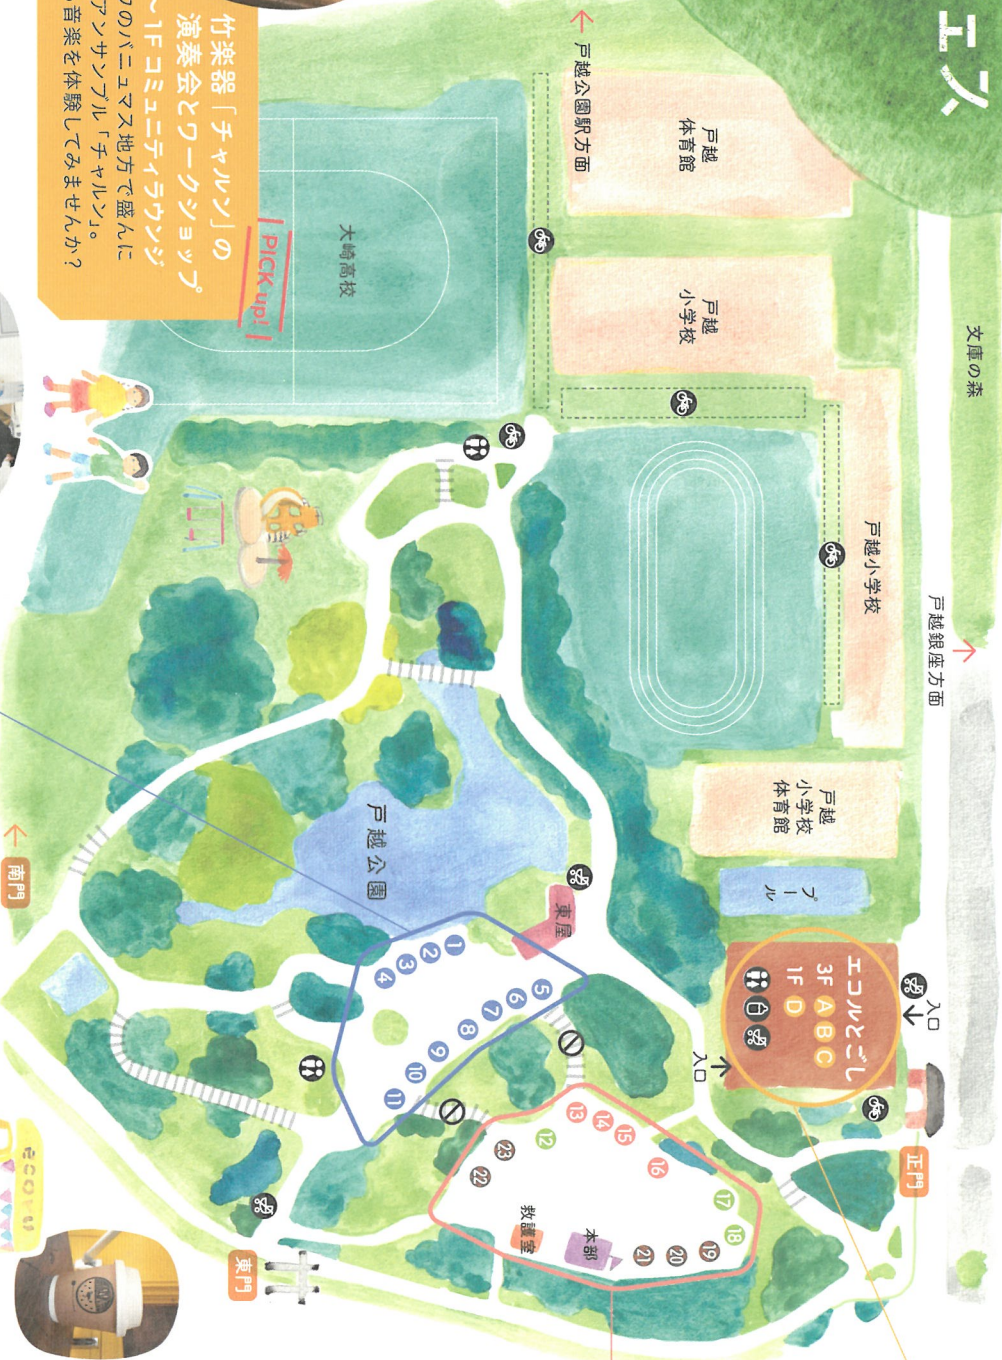 エン
戸越公園駅方面
戸越
体育館
戸越
小学校
文庫の森
戸越小学校
戸越銀座方面
大崎高校
PICK up!
竹楽器「チャルン」の
演奏会とワークショップ
～1F コミュニティラウンジ
のバニュマス地方で盛んに
アンサンブル「チャルン」。
音楽を体験してみませんか？
戸越
小学校
体育館
プール
戸越公園
東屋
エコルとごし
3F A B C
1F D
入口
入口
正門
南門
東門
1
2
3
4
5
6
7
8
9
10
11
12
13
14
15
16
17
18
19
20
21
22
23
本部
救護室